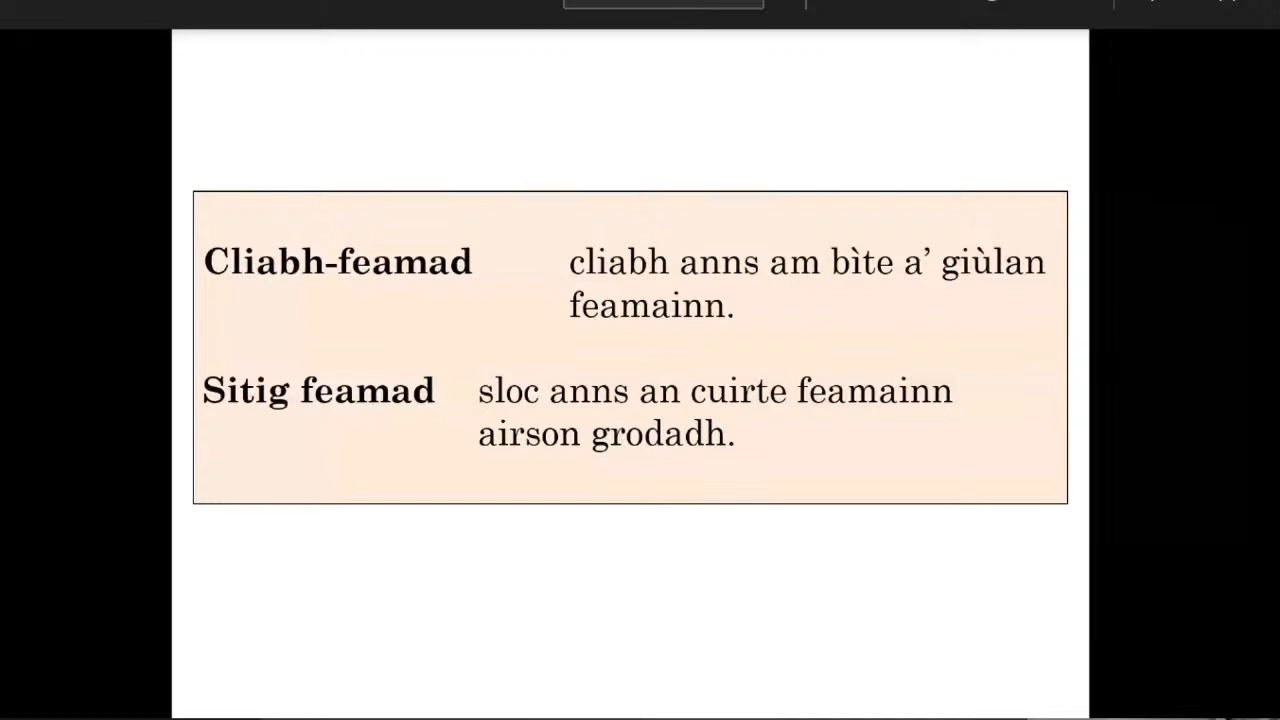 Cliabh-feamad cliabh anns am bìte a’ giùlan
feamainn.
Sitig feamad sloc anns an cuirte feamainn
airson grodadh.